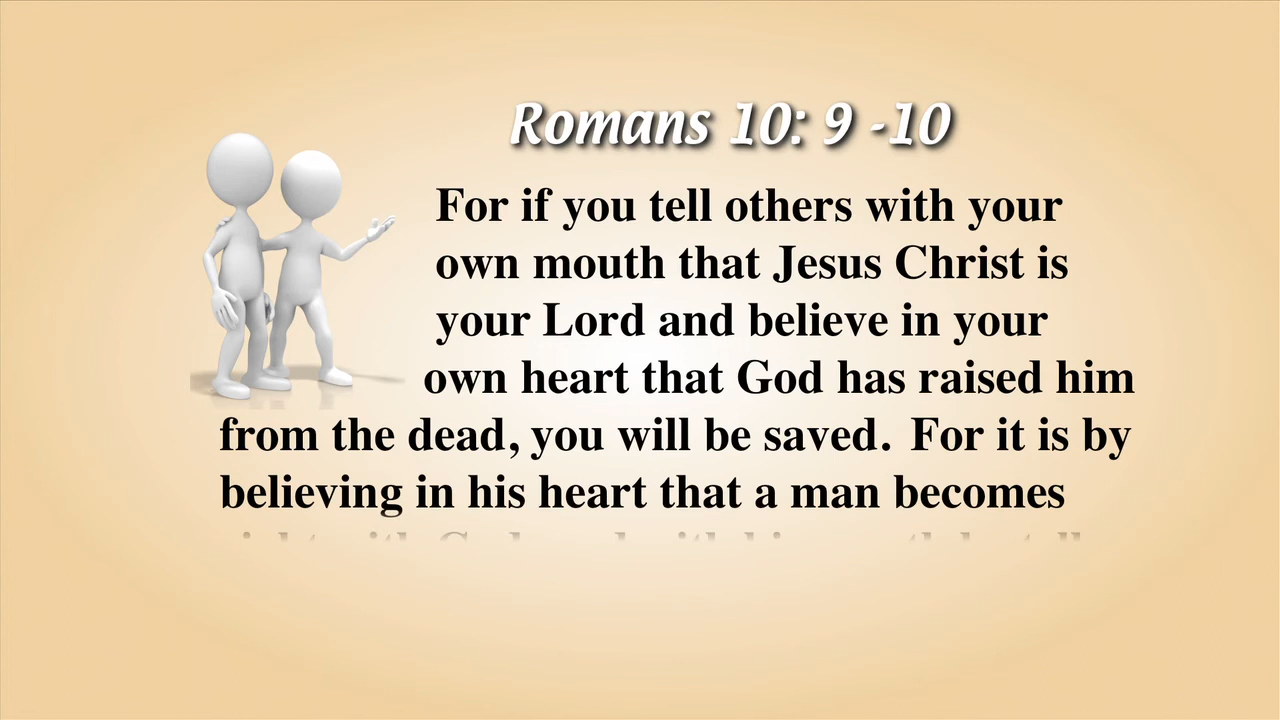 Romans 10: 9 -10
For if you tell others with your
own mouth that Jesus Christ is
your Lord and believe in your
own heart that God has raised him
from the dead, you will be saved. For it is by
believing in his heart that a man becomes